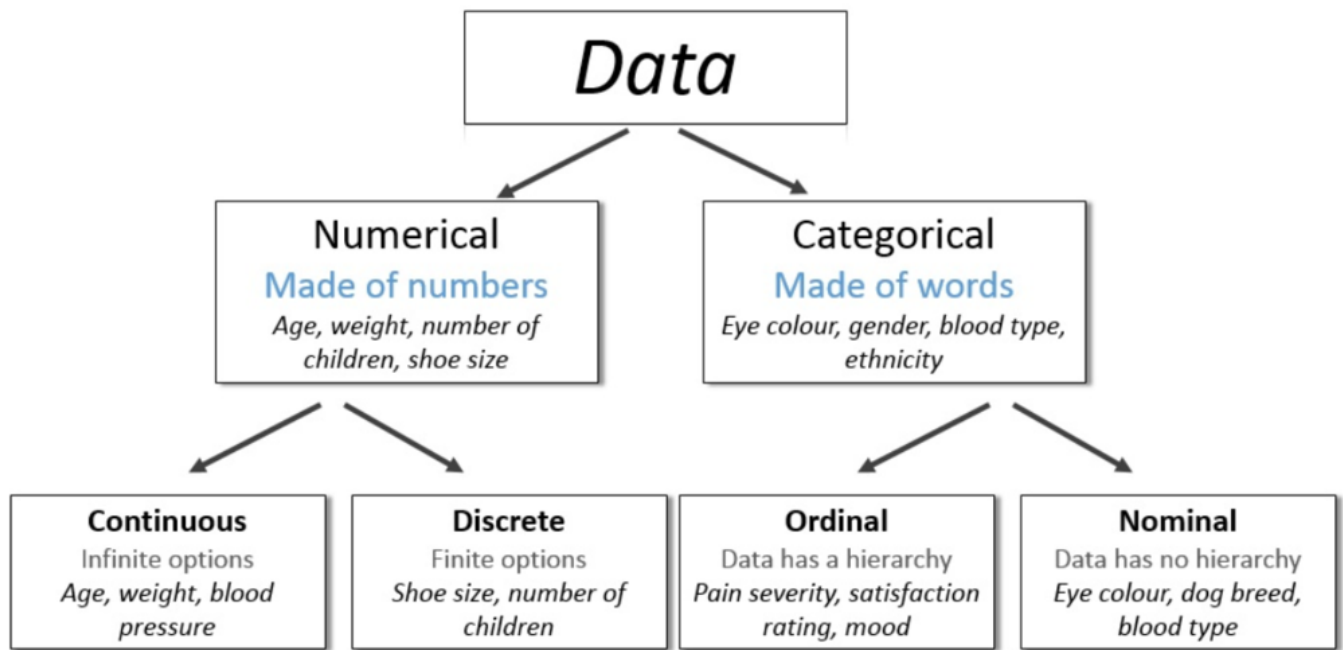 Data
Numerical
Made of numbers
Age, weight, number of
children, shoe size
Categorical
Made of words
Eye colour, gender, blood type,
ethnicity
Continuous
Infinite options
Age, weight, blood
pressure
Discrete
Finite options
Shoe size, number of
children
Ordinal
Data has a hierarchy
Pain severity, satisfaction
rating, mood
Nominal
Data has no hierarchy
Eye colour, dog breed,
blood type